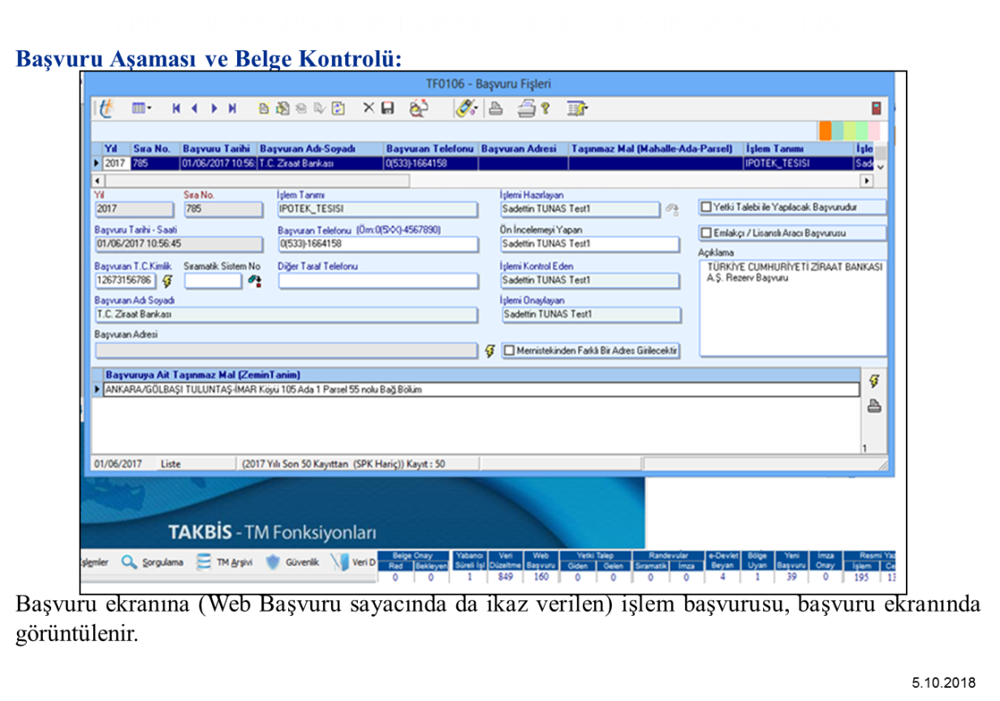 Başvuru Aşaması ve Belge Kontrolü:
TF0106 - Başvuru Fişleri
Yıl Sıra No. Başvuru Tarihi Başvuran Adı-Soyadı Başvuran Telefonu Başvuran Adresi Taşınmaz Mal (Mahalle-Ada-Parsel) İşlem Tanımı İşle
2017 785 01/06/2017 10:56: T.C. Ziraat Bankası 0(533)-1664158 IPOTEK_TESISI Sade
Yıl Sıra No. İşlem Tanımı İşlemi Hazırlayan
2017 785 IPOTEK_TESISI Sadettin TUNAS Test1 Yetki Talebi ile Yapılacak Başvurudur
Başvuru Tarihi - Saati Başvuran Telefonu (Örn:0(5XX)-4567890) Ön İncelemeyi Yapan
01/06/2017 10:56:45 0(533)-1664158 Sadettin TUNAS Test1 Emlakçı / Lisanslı Aracı Başvurusu
Açıklama
Başvuran T.C.Kimlik Sıramatik Sistem No Diğer Taraf Telefonu İşlemi Kontrol Eden
TÜRKİYE CUMHURİYETİ ZİRAAT BANKASI
12673156786 Sadettin TUNAS Test1 A.Ş. Rezerv Başvuru
Başvuran Adı Soyadı İşlemi Onaylayan
T.C. Ziraat Bankası Sadettin TUNAS Test1
Başvuran Adresi
Mernistekinden Farklı Bir Adres Girilecektir
Başvuruya Ait Taşınmaz Mal (ZeminTanim)
ANKARA/GÖLBAŞI TULUNTAŞ-İMAR Köyü 105 Ada 1 Parsel 55 nolu Bağ.Bölüm
1
01/06/2017 Liste (2017 Yılı Son 50 Kayıttan (SPK Hariç)) Kayıt : 50
TAKBİS - TM Fonksiyonları
şlemler Sorgulama TM Arşivi Güvenlik Veri D
Belge Onay Yabancı Veri Web Yetki Talep Randevular e-Devlet Bölge Yeni İmza Resmi Yaz
Red Bekleyen Süreli İşl Düzeltme Başvuru Giden Gelen Sıramatik İmza Beyan Uyarı Başvuru Onay İşlem Ce
0 0 1 849 160 0 0 0 0 4 1 39 0 195 13
Başvuru ekranına (Web Başvuru sayacında da ikaz verilen) işlem başvurusu, başvuru ekranında
görüntülenir.
5.10.2018